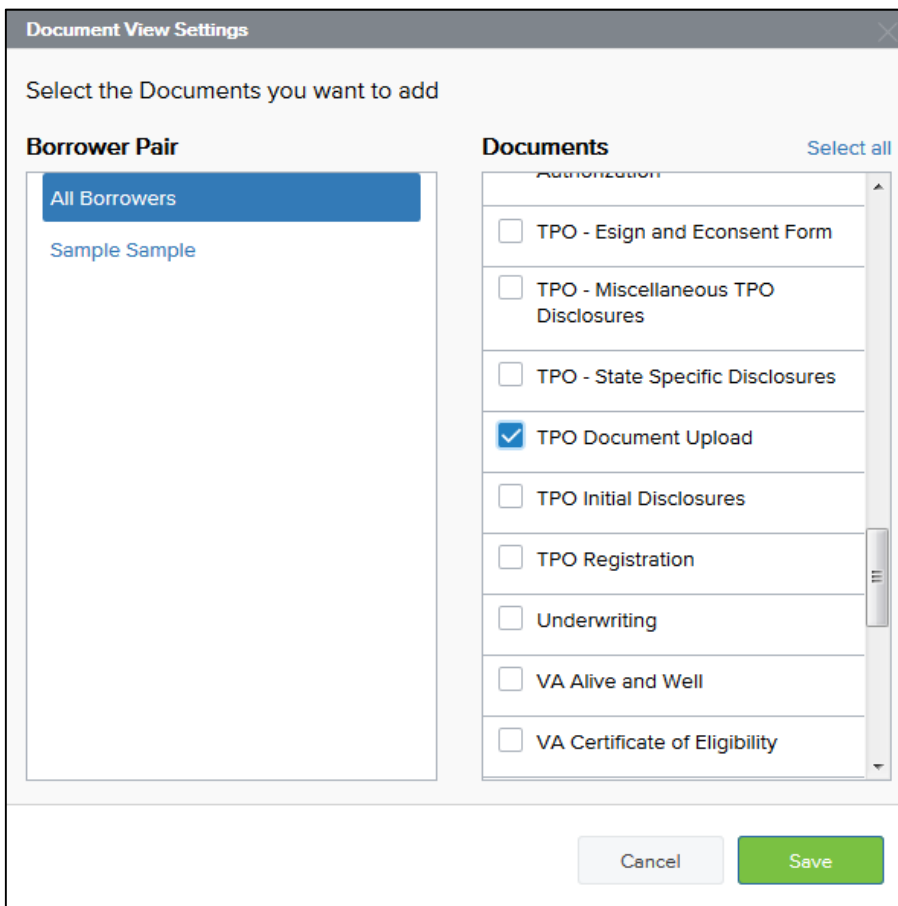 Document View Settings
Select the Documents you want to add
Borrower Pair
Documents
Select all
All Borrowers
Sample Sample
Authorization
TPO - Esign and Econsent Form
TPO - Miscellaneous TPO
Disclosures
TPO - State Specific Disclosures
TPO Document Upload
TPO Initial Disclosures
TPO Registration
Underwriting
VA Alive and Well
VA Certificate of Eligibility
Cancel
Save